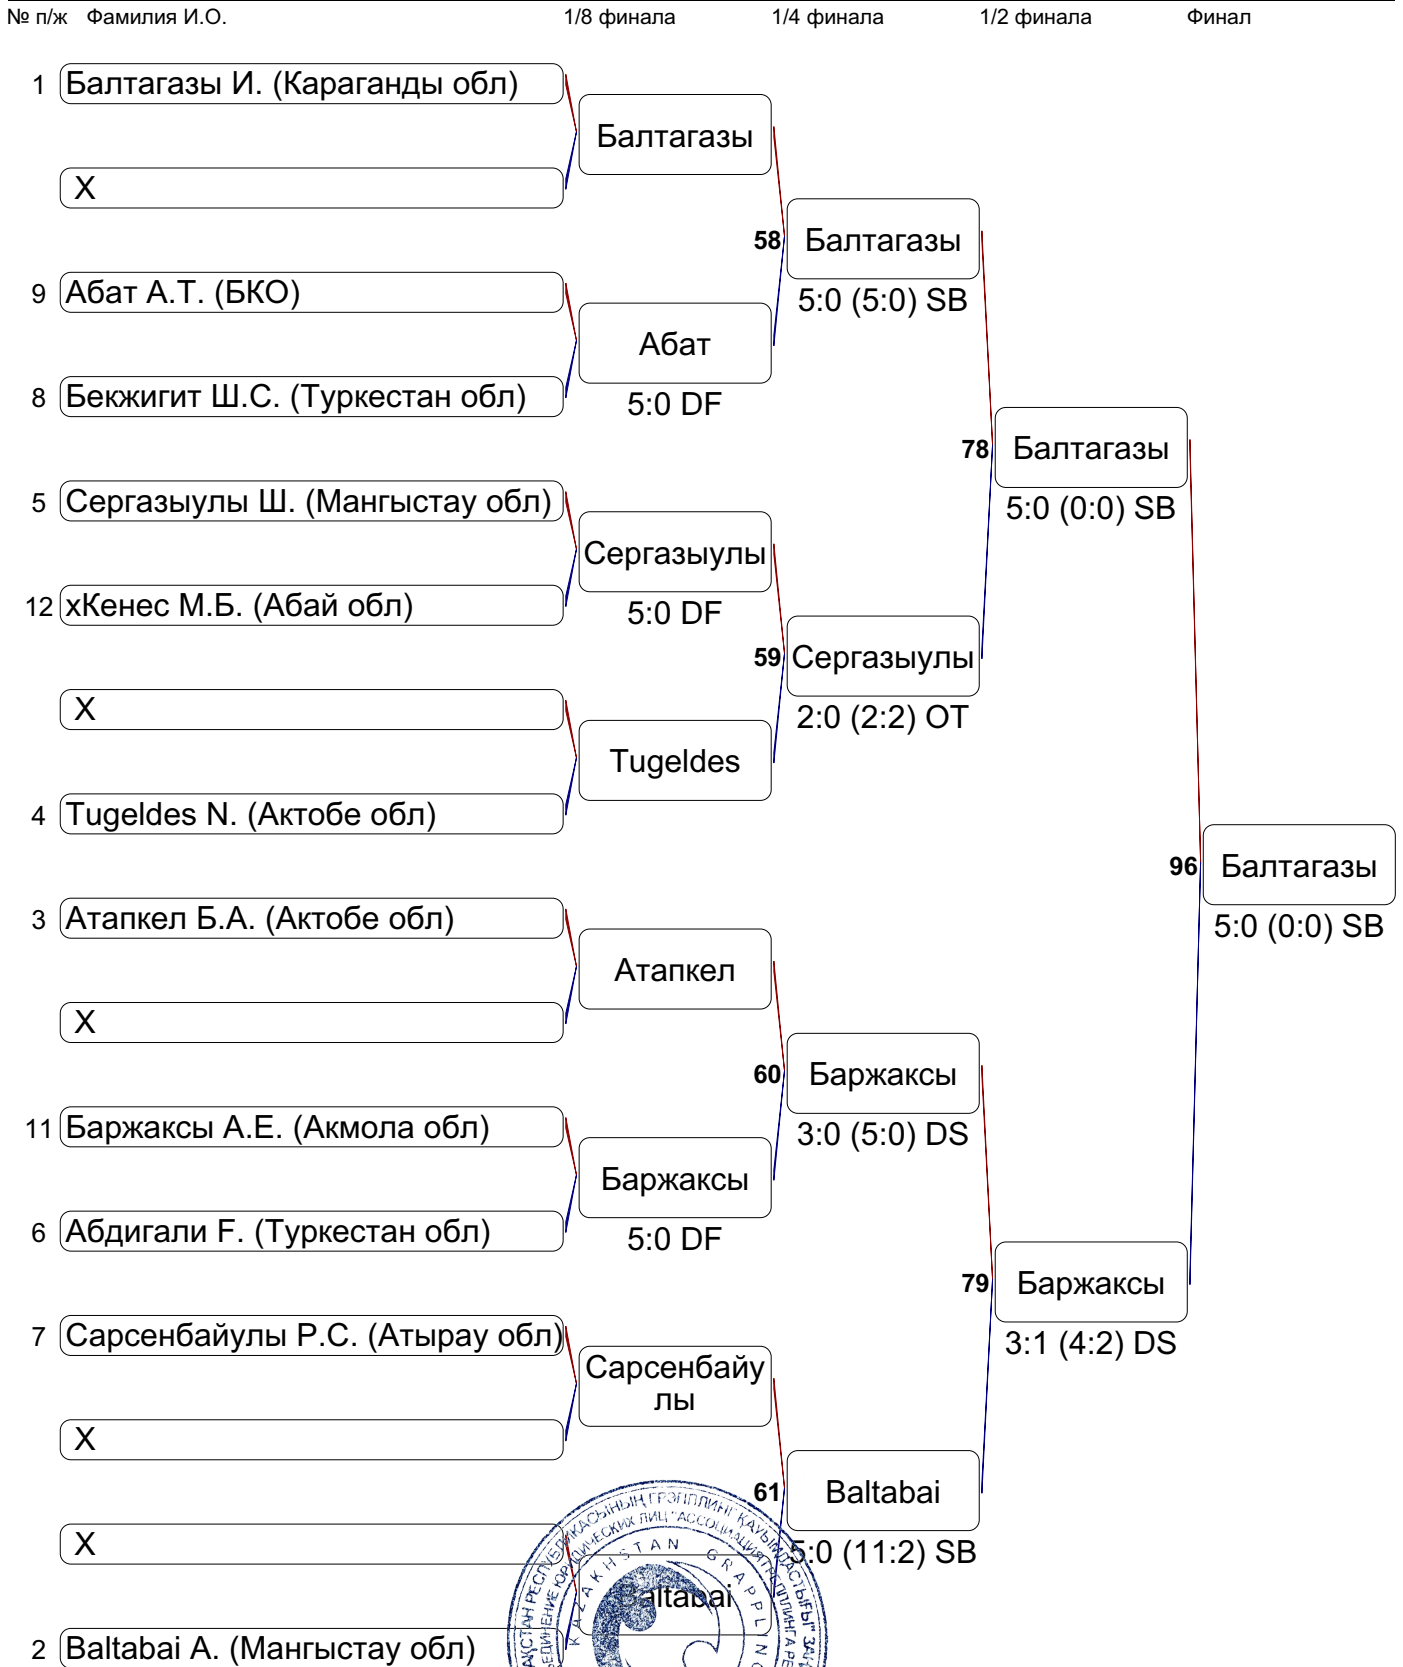 № п/ж Фамилия И.О. 1/8 финала 1/4 финала 1/2 финала Финал
1 Балтагазы И. (Караганды обл)
Балтагазы
X
58 Балтагазы
5:0 (5:0) SB
9 Абат А.Т. (БКО)
Абат
5:0 DF
8 Бекжигит Ш.С. (Туркестан обл)
78 Балтагазы
5:0 (0:0) SB
5 Сергазыулы Ш. (Мангыстау обл)
Сергазыулы
5:0 DF
12 хКенес М.Б. (Абай обл)
59 Сергазыулы
2:0 (2:2) OT
X
Tugeldes
4 Tugeldes N. (Актобе обл)
96 Балтагазы
5:0 (0:0) SB
3 Атапкел Б.А. (Актобе обл)
Атапкел
X
60 Баржаксы
3:0 (5:0) DS
11 Баржаксы А.Е. (Акмола обл)
Баржаксы
5:0 DF
6 Абдигали Ғ. (Туркестан обл)
79 Баржаксы
3:1 (4:2) DS
7 Сарсенбайулы Р.С. (Атырау обл)
Сарсенбайу
лы
X
61 Baltabai
5:0 (11:2) SB
X
Baltabai
2 Baltabai A. (Мангыстау обл)